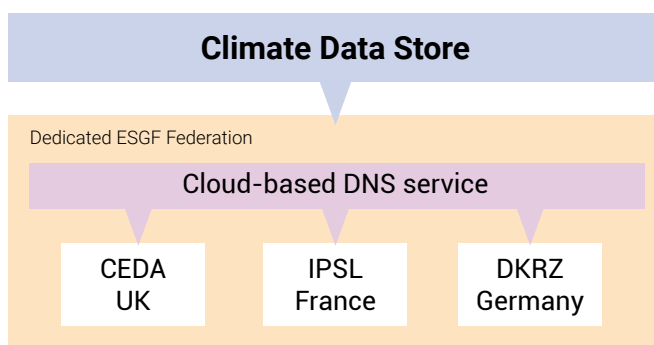 Climate Data Store
Dedicated ESGF Federation
Cloud-based DNS service
CEDA
UK
IPSL
France
DKRZ
Germany